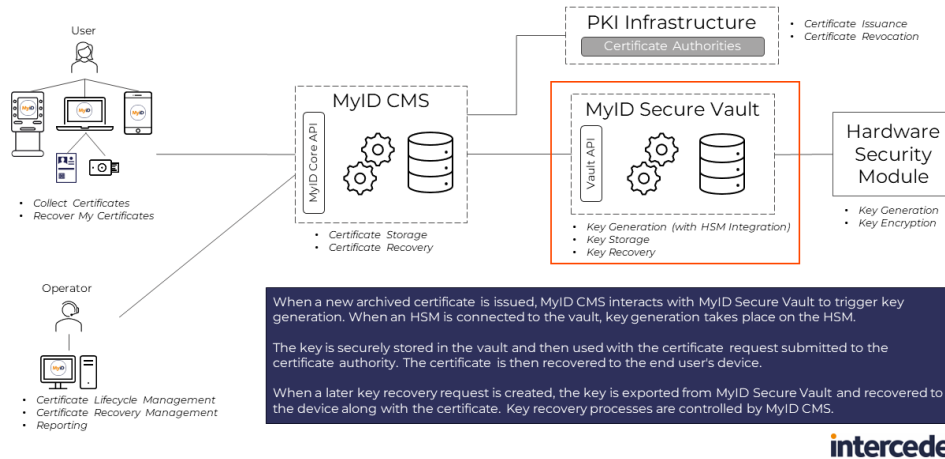 User
MyID
MyID
MyID
• Collect Certificates
• Recover My Certificates
Operator
MyID
• Certificate Lifecycle Management
• Certificate Recovery Management
• Reporting
MyID CMS
MyID Core API
• Certificate Storage
• Certificate Recovery
PKI Infrastructure
Certificate Authorities
• Certificate Issuance
• Certificate Revocation
MyID Secure Vault
Vault API
• Key Generation (with HSM Integration)
• Key Storage
• Key Recovery
Hardware
Security
Module
• Key Generation
• Key Encryption
When a new archived certificate is issued, MyID CMS interacts with MyID Secure Vault to trigger key
generation. When an HSM is connected to the vault, key generation takes place on the HSM.
The key is securely stored in the vault and then used with the certificate request submitted to the
certificate authority. The certificate is then recovered to the end user's device.
When a later key recovery request is created, the key is exported from MyID Secure Vault and recovered to
the device along with the certificate. Key recovery processes are controlled by MyID CMS.
intercede